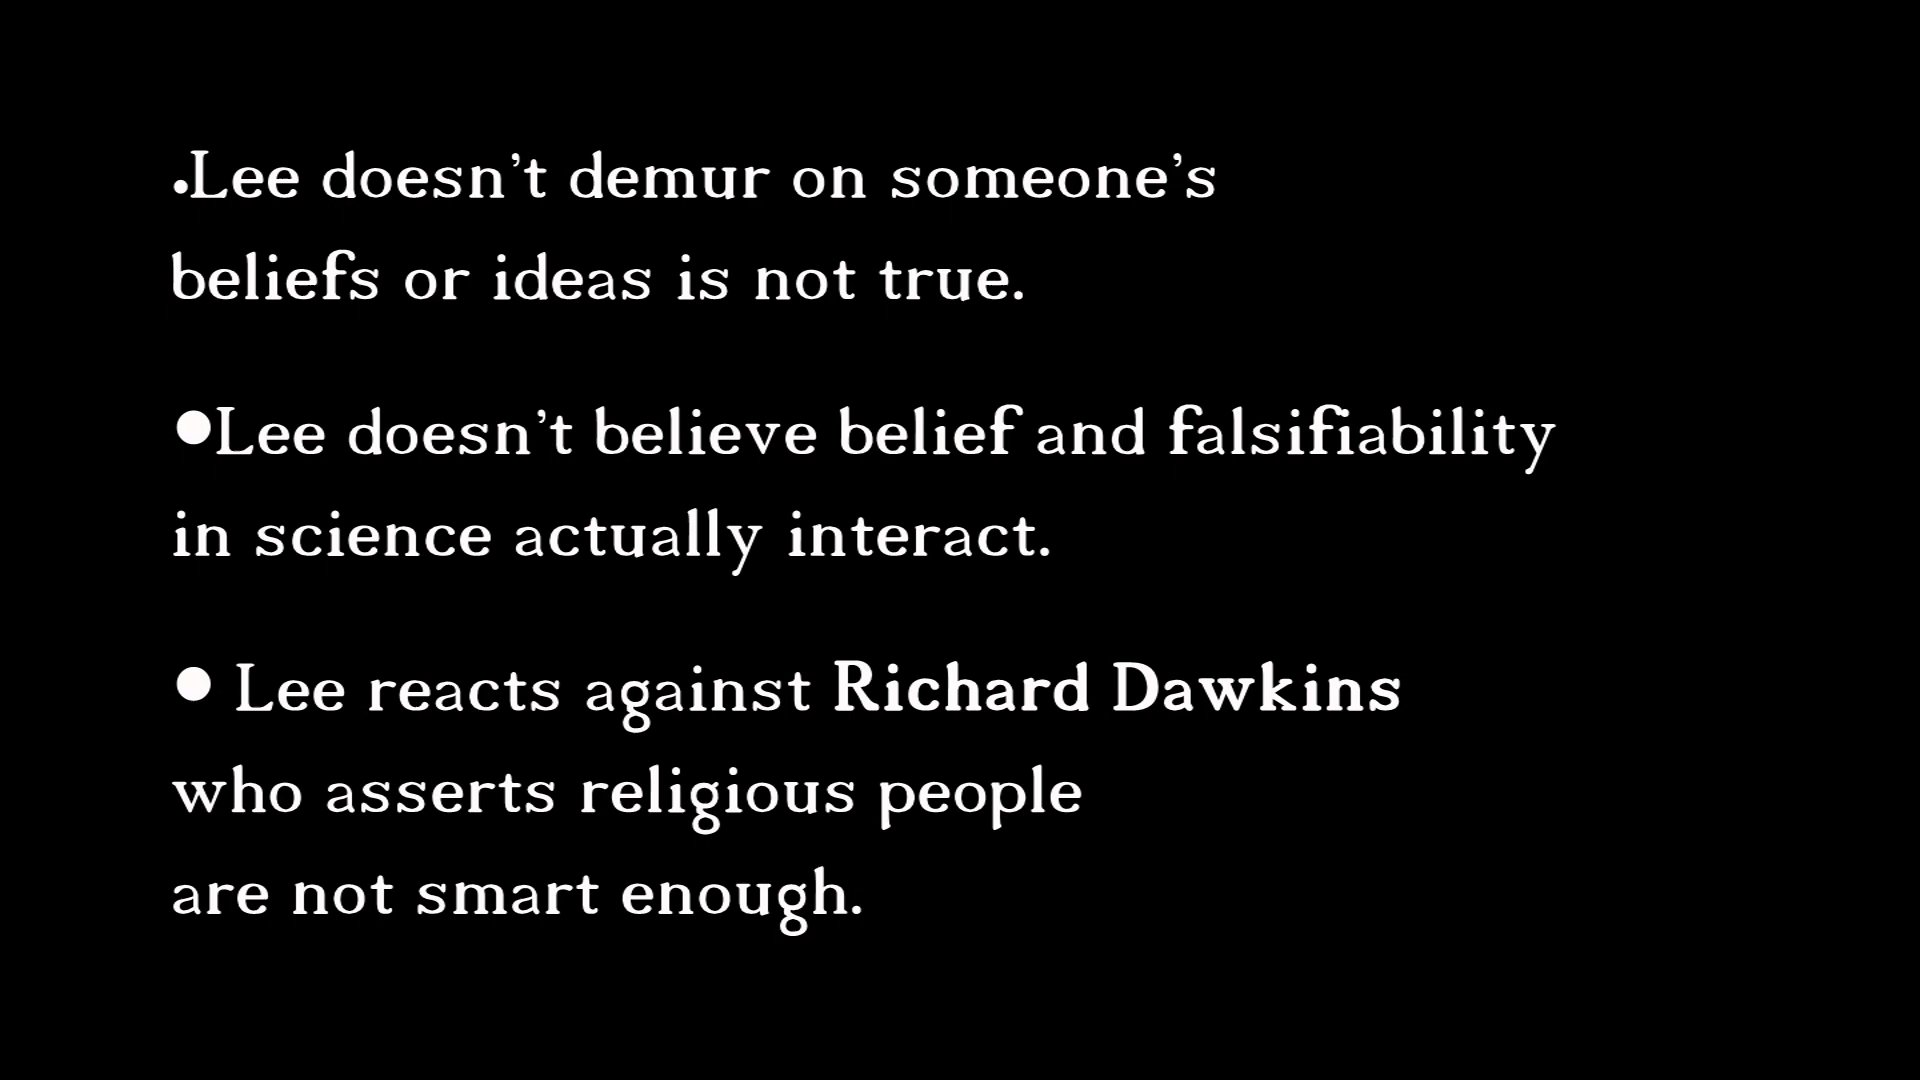 •Lee doesn’t demur on someone’s
beliefs or ideas is not true.
●Lee doesn’t believe belief and falsifiability
in science actually interact.
● Lee reacts against Richard Dawkins
who asserts religious people
are not smart enough.